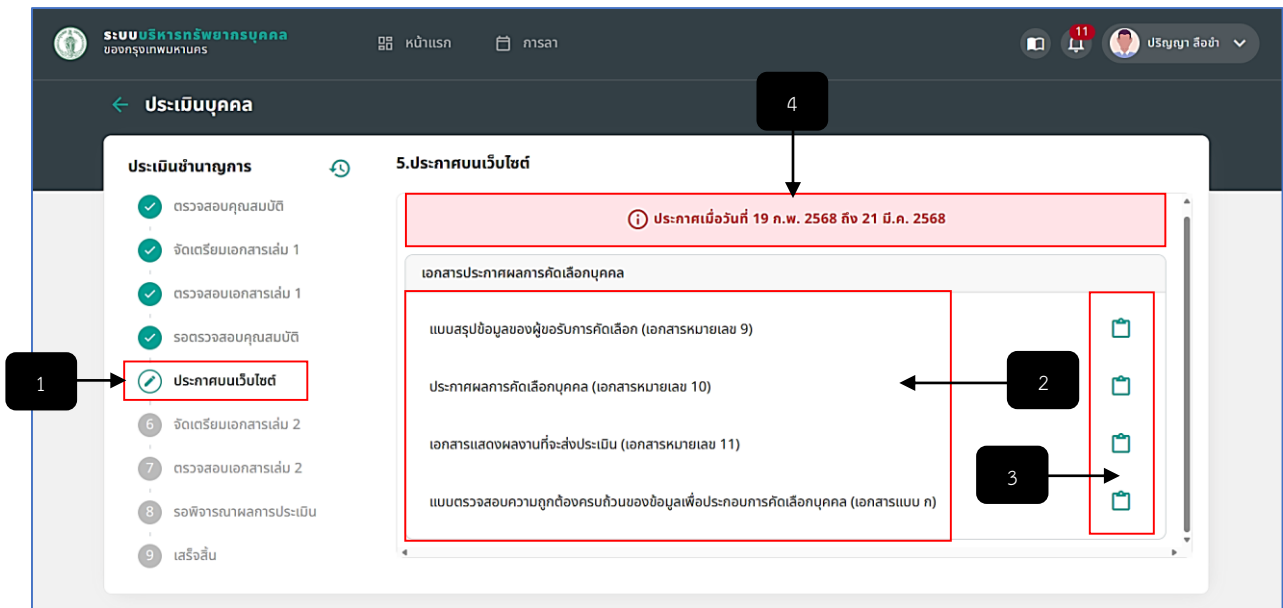 ระบบบริหารทรัพยากรบุคคล
ของกรุงเทพมหานคร
หน้าแรก
การลา
11
ปริญญา ลือขำ
ประเมินบุคคล
4
ประเมินชำนาญการ
5.ประกาศบนเว็บไซต์
ตรวจสอบคุณสมบัติ
จัดเตรียมเอกสารเล่ม 1
ตรวจสอบเอกสารเล่ม 1
รอตรวจสอบคุณสมบัติ
1
ประกาศบนเว็บไซต์
6 จัดเตรียมเอกสารเล่ม 2
7 ตรวจสอบเอกสารเล่ม 2
8 รอพิจารณาผลการประเมิน
9 เสร็จสิ้น
ประกาศเมื่อวันที่ 19 ก.พ. 2568 ถึง 21 มี.ค. 2568
เอกสารประกาศผลการคัดเลือกบุคคล
แบบสรุปข้อมูลของผู้ขอรับการคัดเลือก (เอกสารหมายเลข 9)
ประกาศผลการคัดเลือกบุคคล (เอกสารหมายเลข 10)
2
เอกสารแสดงผลงานที่จะส่งประเมิน (เอกสารหมายเลข 11)
3
แบบตรวจสอบความถูกต้องครบถ้วนของข้อมูลเพื่อประกอบการคัดเลือกบุคคล (เอกสารแบบ ก)